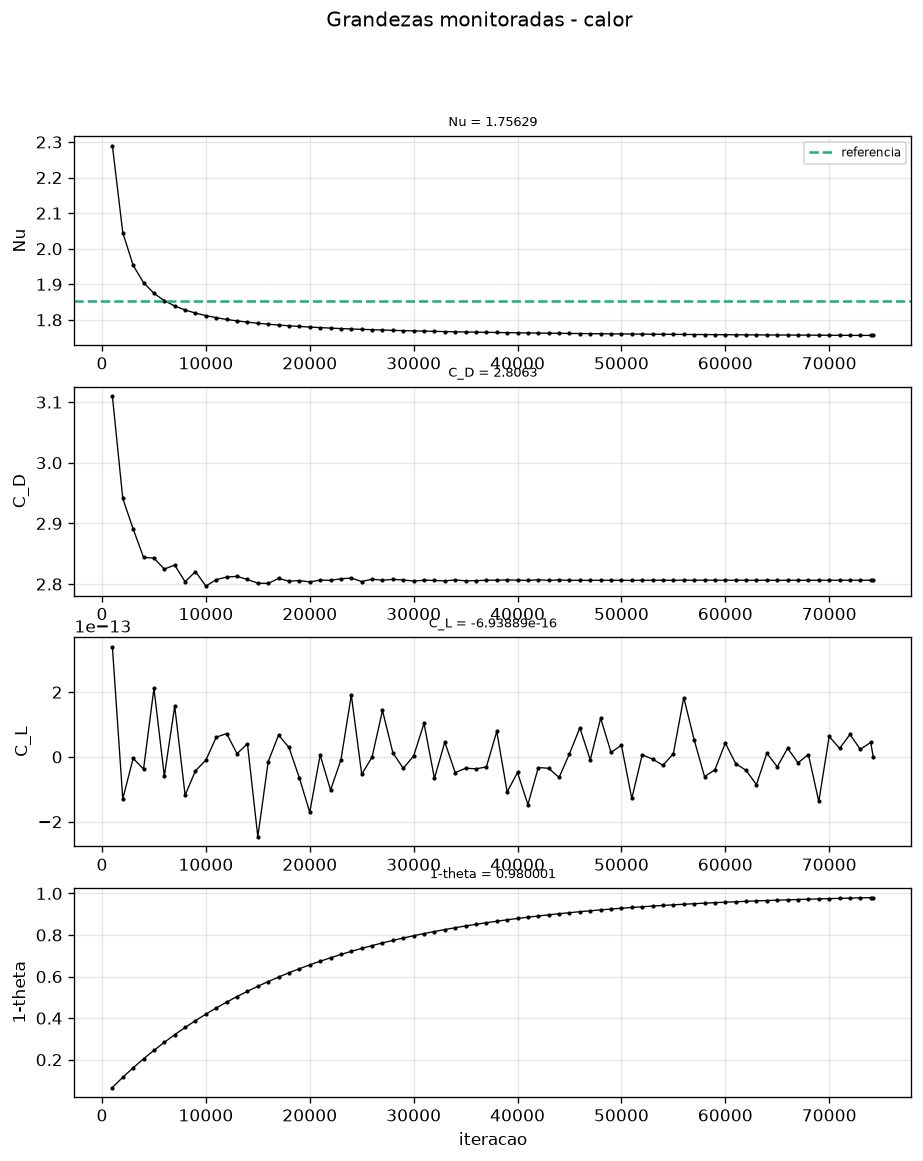 Grandezas monitoradas - calor
Nu = 1.75629
2.3
2.2
2.1
2.0
1.9
1.8
Nu
referencia
0 10000 20000 30000 40000 50000 60000 70000
C_D = 2.8063
3.1
3.0
2.9
2.8
C_D
0 10000 20000 30000 40000 50000 60000 70000
1e−13
C_L = -6.93889e-16
2
0
−2
C_L
0 10000 20000 30000 40000 50000 60000 70000
1-theta = 0.980001
1.0
0.8
0.6
0.4
0.2
1-theta
0 10000 20000 30000 40000 50000 60000 70000
iteracao